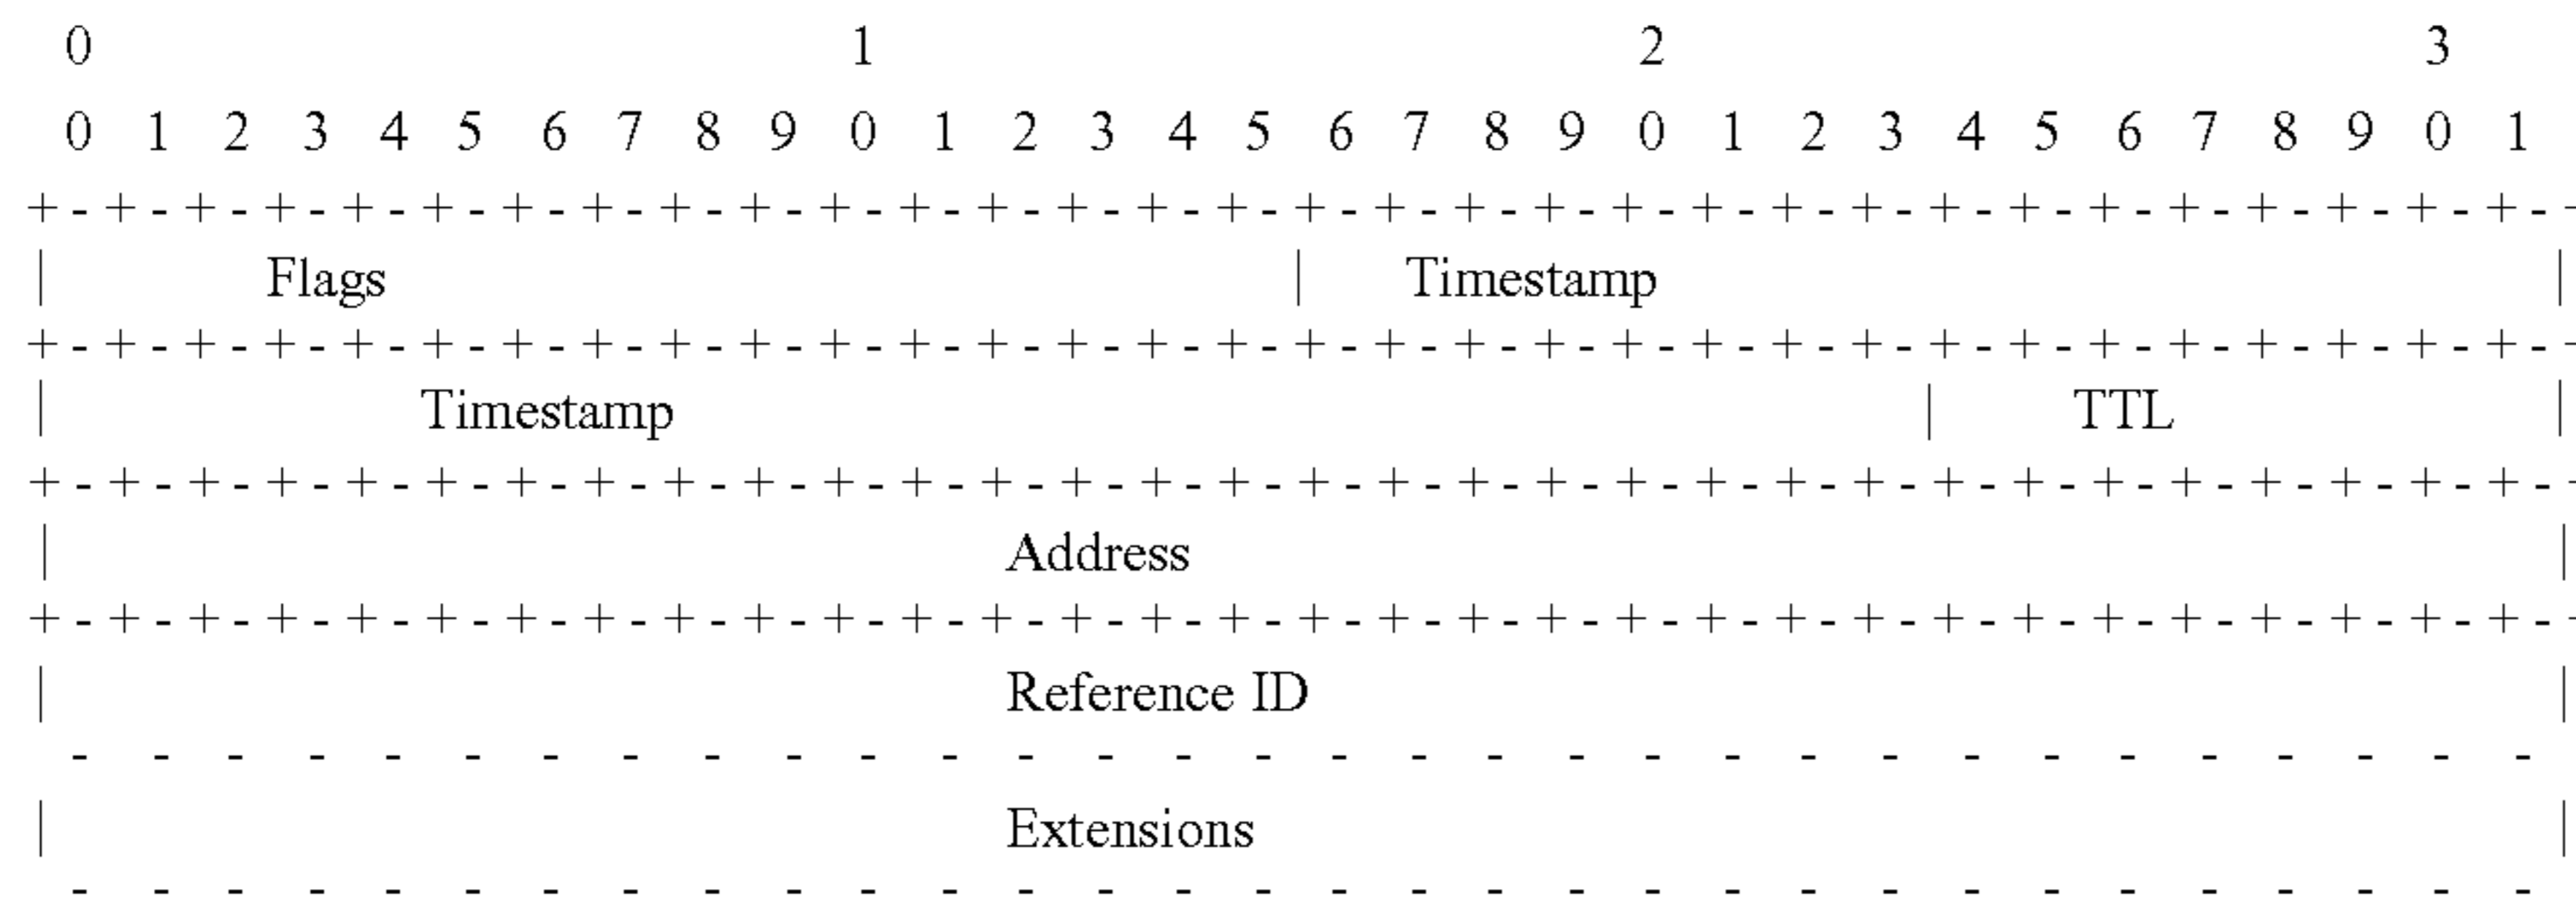 0 1 2 3
0 1 2 3 4 5 6 7 8 9 0 1 2 3 4 5 6 7 8 9 0 1 2 3 4 5 6 7 8 9 0 1
+-+-+-+-+-+-+-+-+-+-+-+-+-+-+-+-+-+-+-+-+-+-+-+-+-+-+-+-+-+-+-+-+
| Flags | Timestamp |
+-+-+-+-+-+-+-+-+-+-+-+-+-+-+-+-+-+-+-+-+-+-+-+-+-+-+-+-+-+-+-+-+
| Timestamp | TTL |
+-+-+-+-+-+-+-+-+-+-+-+-+-+-+-+-+-+-+-+-+-+-+-+-+-+-+-+-+-+-+-+-+
| Address |
+-+-+-+-+-+-+-+-+-+-+-+-+-+-+-+-+-+-+-+-+-+-+-+-+-+-+-+-+-+-+-+-+
| Reference ID |
- - - - - - - - - - - - - - - - - - - - - - - - - - - - - - - -
| Extensions |
- - - - - - - - - - - - - - - - - - - - - - - - - - - - - - - -